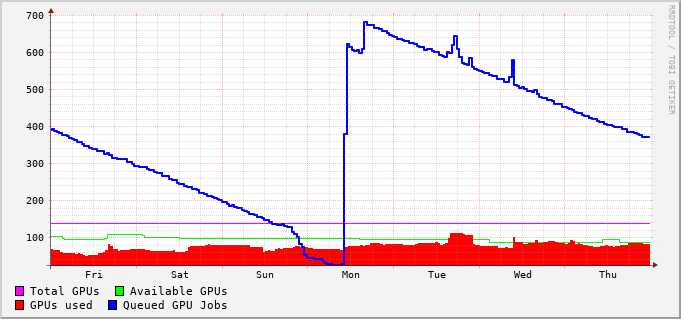 700
600
500
400
300
200
100
Fri Sat Sun Mon Tue Wed Thu
Total GPUs Available GPUs
GPUs used Queued GPU Jobs
RRDTOOL / TOBI OETIKER